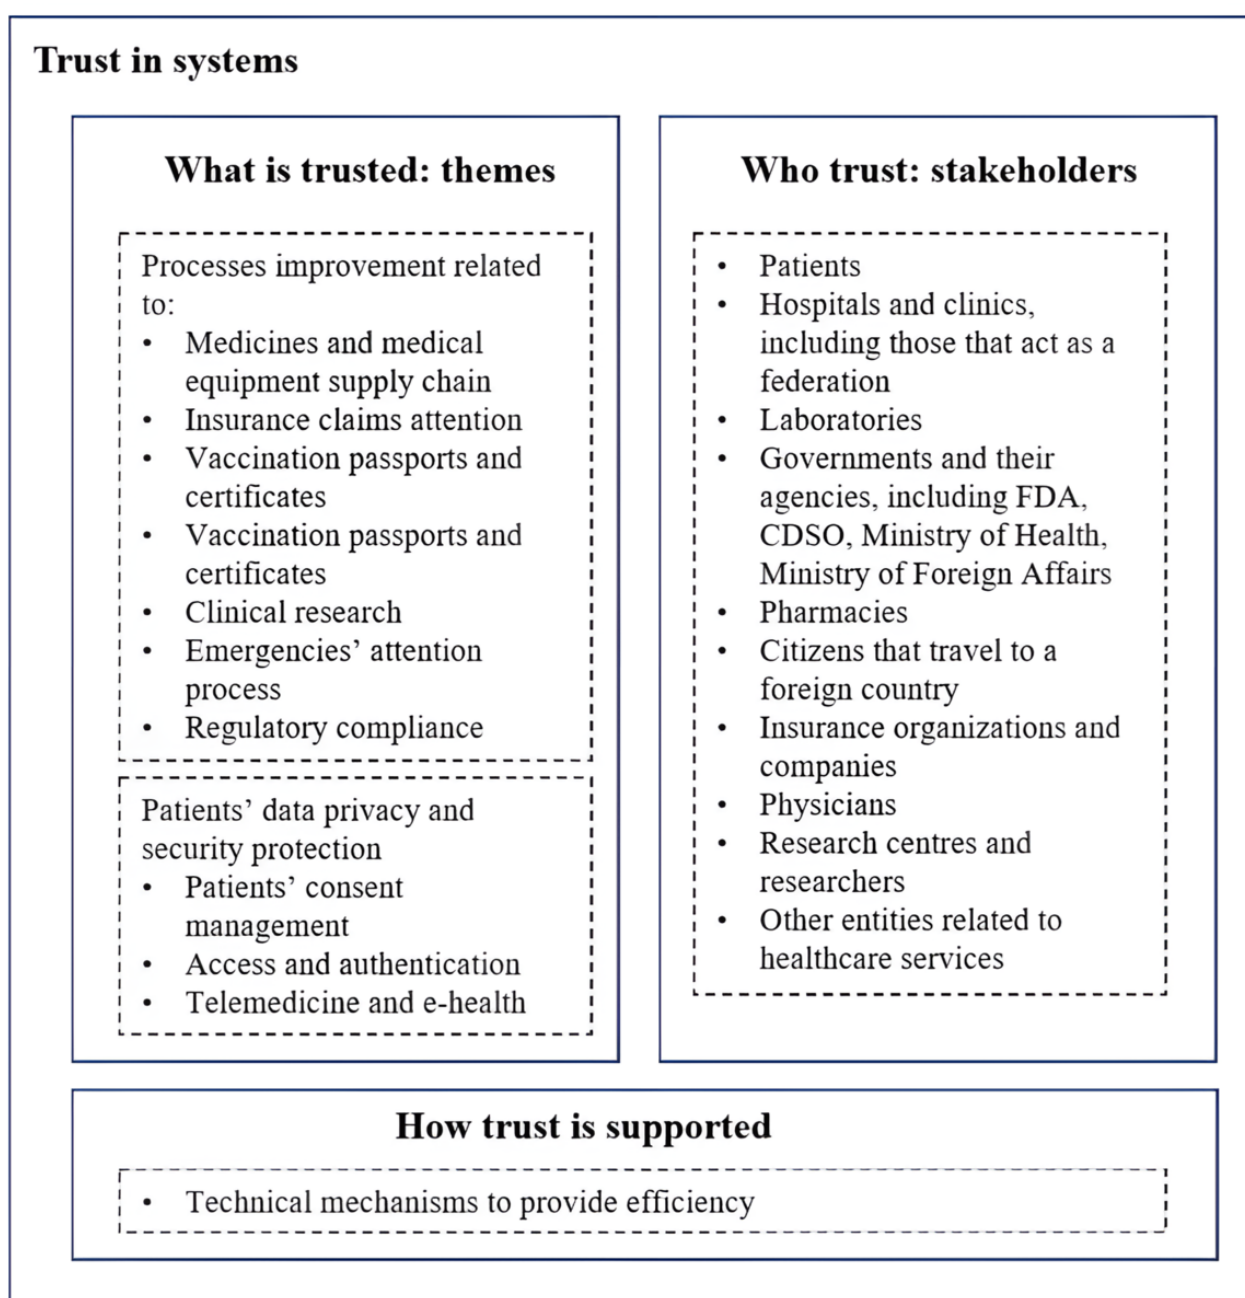 Trust in systems
What is trusted: themes
Processes improvement related
to:
• Medicines and medical
equipment supply chain
• Insurance claims attention
• Vaccination passports and
certificates
• Vaccination passports and
certificates
• Clinical research
• Emergencies’ attention
process
• Regulatory compliance
Patients’ data privacy and
security protection
• Patients’ consent
management
• Access and authentication
• Telemedicine and e-health
Who trust: stakeholders
• Patients
• Hospitals and clinics,
including those that act as a
federation
• Laboratories
• Governments and their
agencies, including FDA,
CDSO, Ministry of Health,
Ministry of Foreign Affairs
• Pharmacies
• Citizens that travel to a
foreign country
• Insurance organizations and
companies
• Physicians
• Research centres and
researchers
• Other entities related to
healthcare services
How trust is supported
• Technical mechanisms to provide efficiency